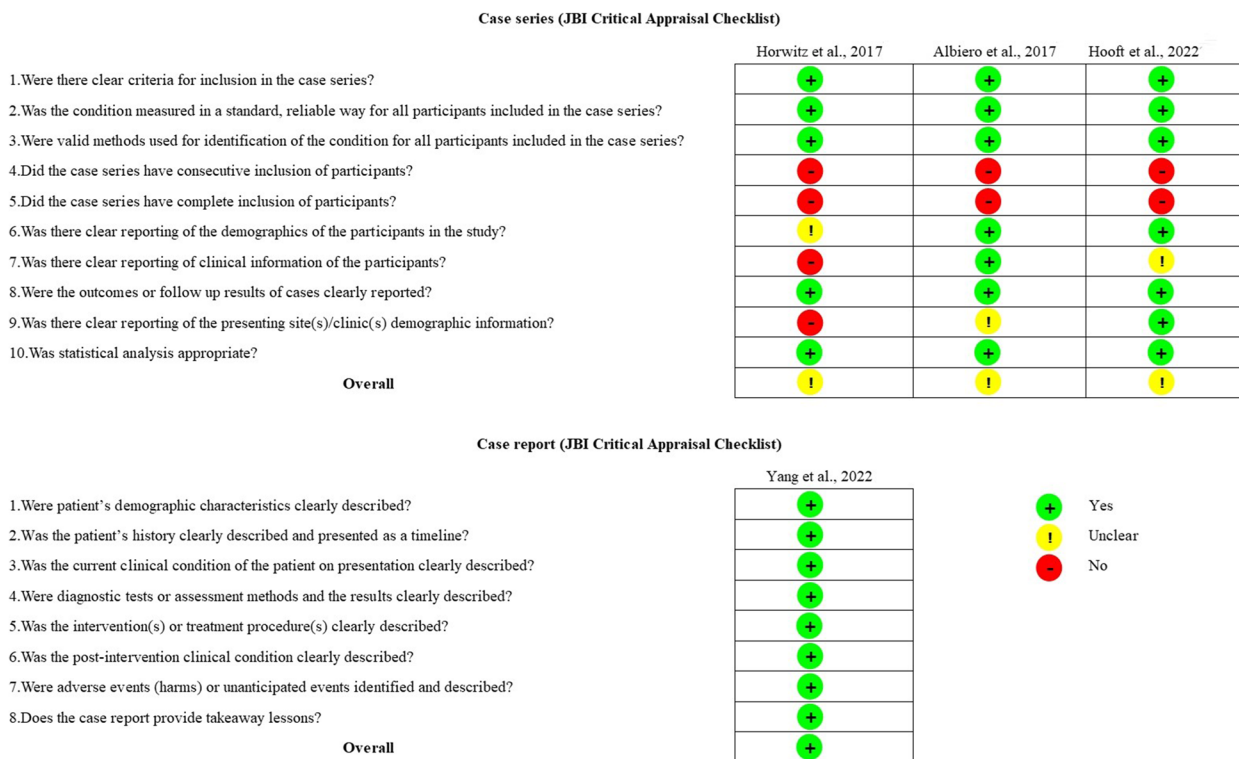 Case series (JBI Critical Appraisal Checklist)
Horwitz et al., 2017 Albiero et al., 2017 Hooft et al., 2022
1.Were there clear criteria for inclusion in the case series? + + +
2.Was the condition measured in a standard, reliable way for all participants included in the case series? + + +
3.Were valid methods used for identification of the condition for all participants included in the case series? + + +
4.Did the case series have consecutive inclusion of participants? - - -
5.Did the case series have complete inclusion of participants? - - -
6.Was there clear reporting of the demographics of the participants in the study? ! + +
7.Was there clear reporting of clinical information of the participants? - + !
8.Were the outcomes or follow up results of cases clearly reported? + + +
9.Was there clear reporting of the presenting site(s)/clinic(s) demographic information? - ! +
10.Was statistical analysis appropriate? + + +
Overall ! ! !
Case report (JBI Critical Appraisal Checklist)
Yang et al., 2022
1.Were patient’s demographic characteristics clearly described? + + Yes
2.Was the patient’s history clearly described and presented as a timeline? + ! Unclear
3.Was the current clinical condition of the patient on presentation clearly described? + - No
4.Were diagnostic tests or assessment methods and the results clearly described? +
5.Was the intervention(s) or treatment procedure(s) clearly described? +
6.Was the post-intervention clinical condition clearly described? +
7.Were adverse events (harms) or unanticipated events identified and described? +
8.Does the case report provide takeaway lessons? +
Overall +